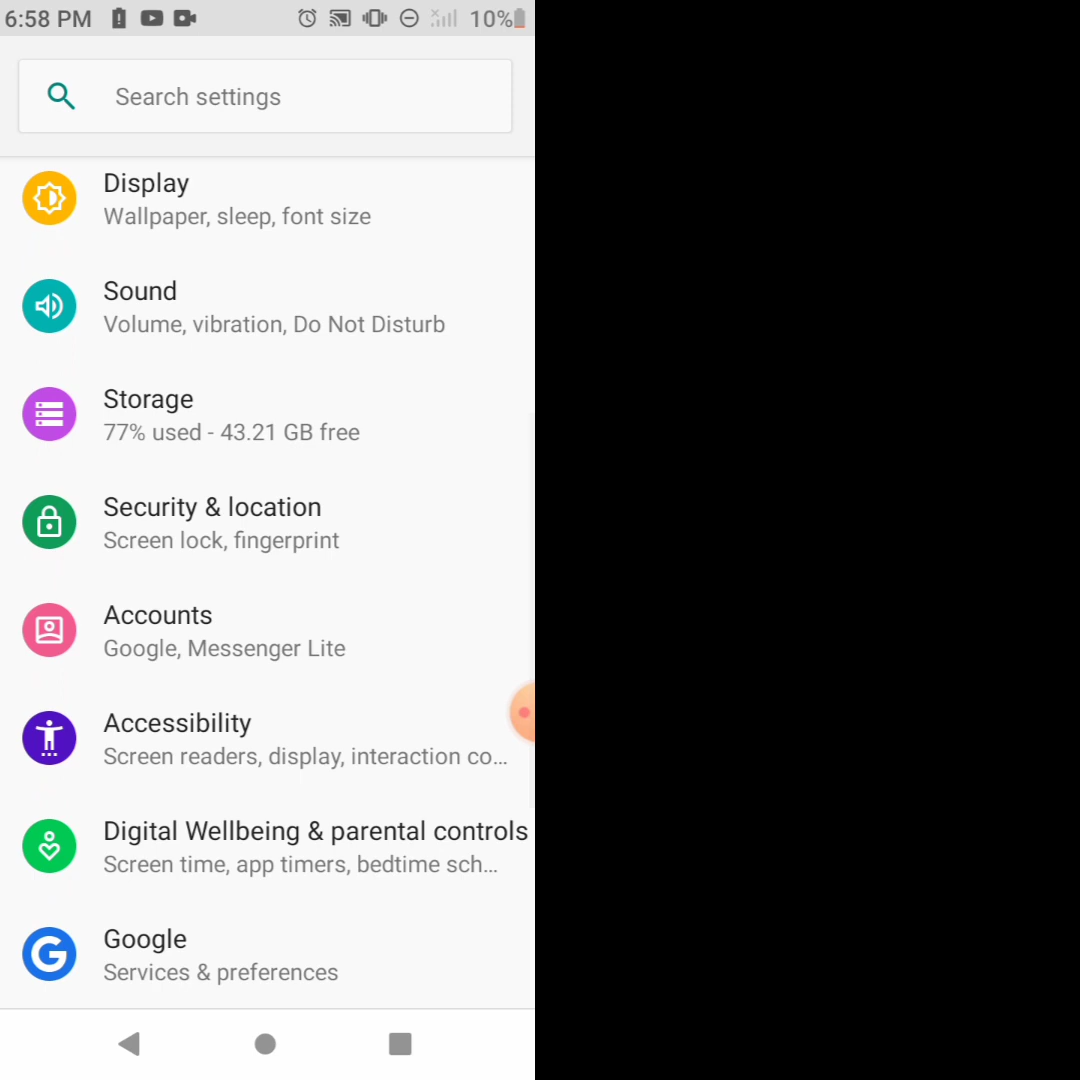 6:58 PM 10%
Search settings
Display
Wallpaper, sleep, font size
Sound
Volume, vibration, Do Not Disturb
Storage
77% used - 43.21 GB free
Security & location
Screen lock, fingerprint
Accounts
Google, Messenger Lite
Accessibility
Screen readers, display, interaction co…
Digital Wellbeing & parental controls
Screen time, app timers, bedtime sch…
Google
Services & preferences